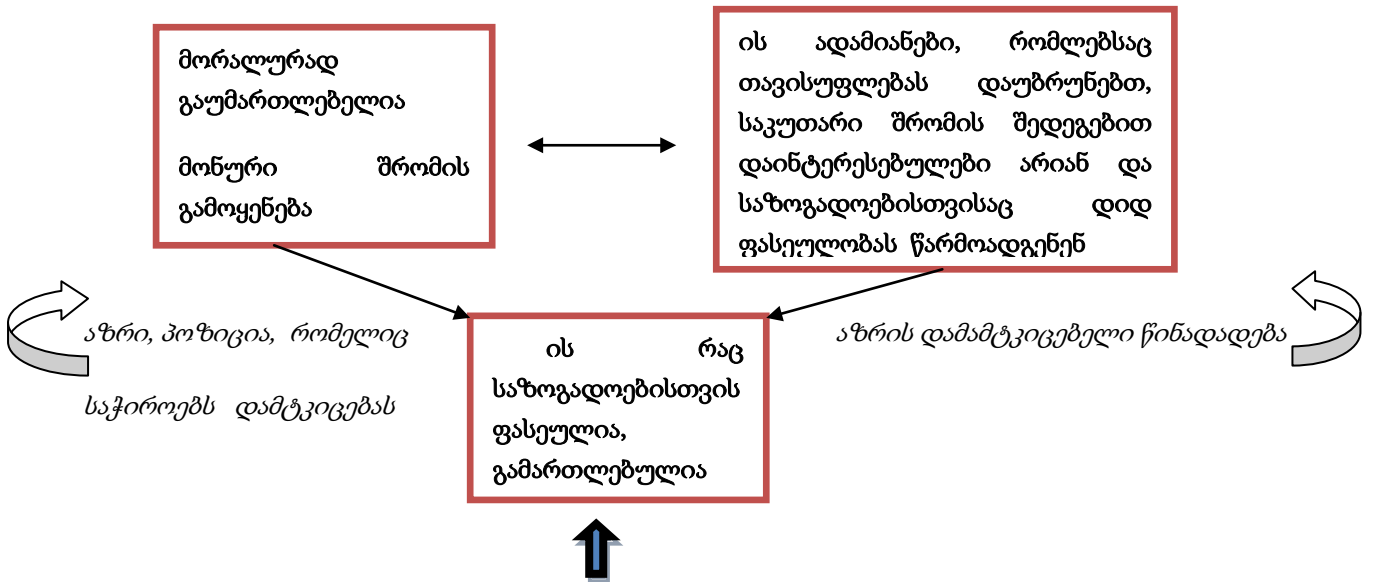 მორალურად
გაუმართლებელია
მონური შრომის
გამოყენება
ის ადამიანები, რომლებსაც
თავისუფლებას დაუბრუნებთ,
საკუთარი შრომის შედეგებით
დაინტერესებულები არიან და
საზოგადოებისთვისაც დიდ
ფასეულობას წარმოადგენენ
აზრი, პოზიცია, რომელიც
საჭიროებს დამტკიცებას
აზრის დამამტკიცებელი წინადადება
ის რაც
საზოგადოებისთვის
ფასეულია,
გამართლებულია